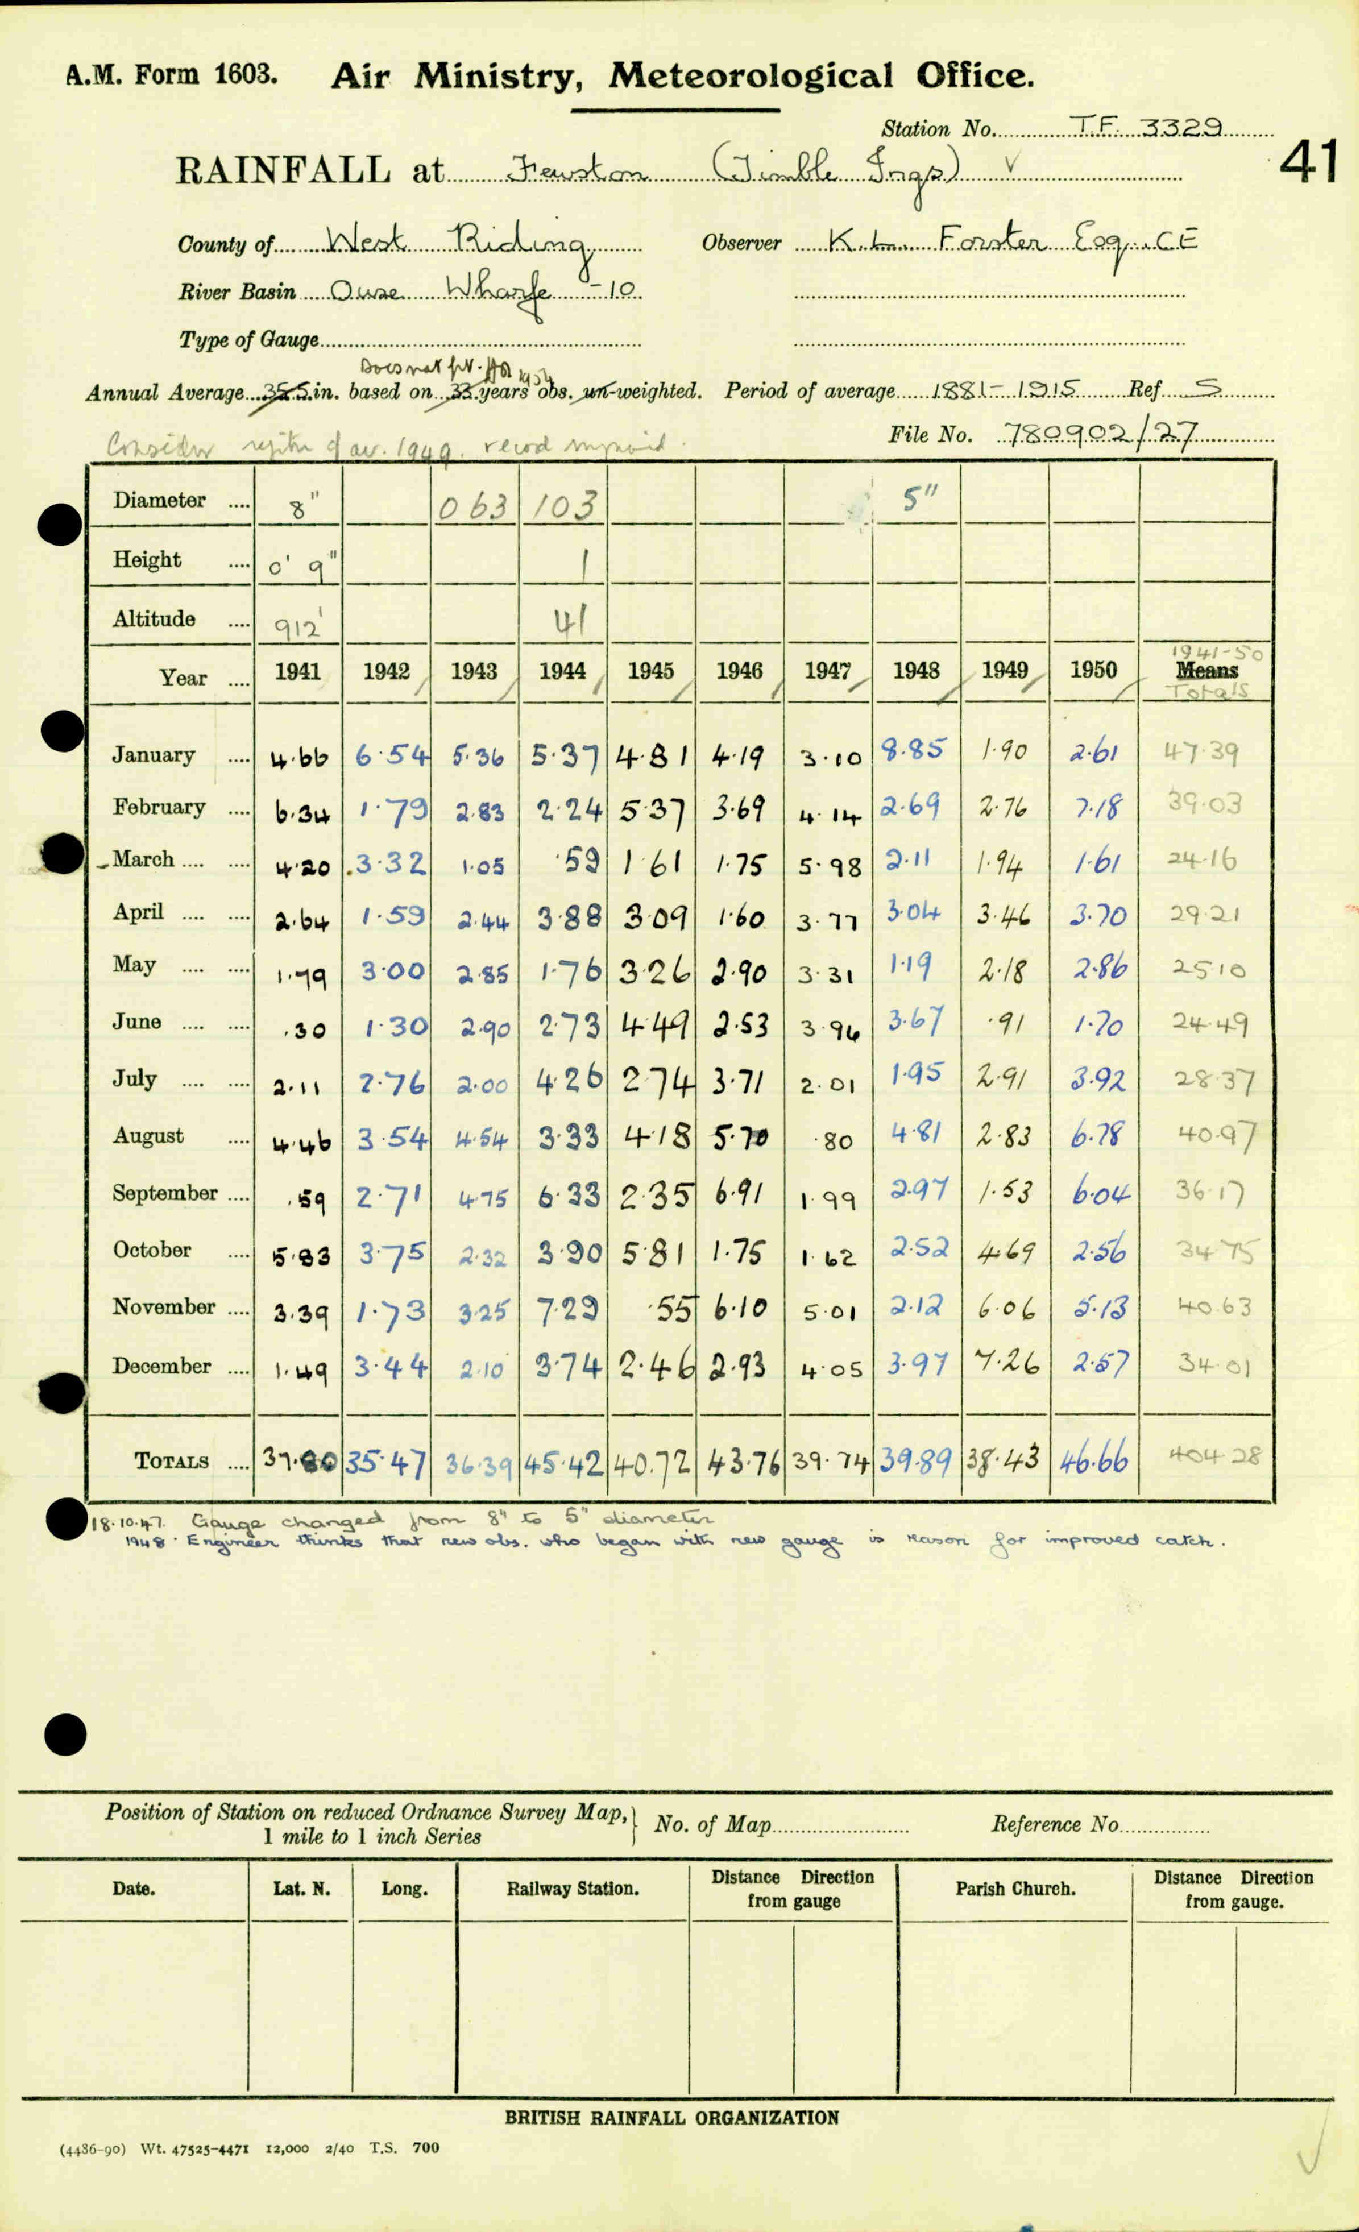 A.M. Form 1603. Air Ministry, Meteorological Office.
Station No. T.F. 3329
41
RAINFALL at Fewston (Timble Ings) √
County of West Riding Observer K. L. Forster Esq. C E
River Basin Ouse Wharfe - 10
Type of Gauge
Does not fit. 1954
Annual Average 35.5 in. based on 33 years obs. un-weighted. Period of average 1881-1915 Ref. S
File No. 780902/27
Consider of av. 1949. record
Diameter .... 8" 063 103 5"
Height .... 0' 9" 1
Altitude .... 912' 41
1941-50
Year .... 1941 1942 1943 1944 1945 1946 1947 1948 1949 1950 Means
Totals
January .... 4.66 6.54 5.36 5.37 4.81 4.19 3.10 8.85 1.90 2.61 47.39
February .... 6.34 1.79 2.83 2.24 5.37 3.69 4.14 2.69 2.76 7.18 39.03
March .... .... 4.20 3.32 1.05 .59 1.61 1.75 5.98 2.11 1.94 1.61 24.16
April .... .... 2.64 1.59 2.44 3.88 3.09 1.60 3.77 3.04 3.46 3.70 29.21
May .... .... 1.79 3.00 2.85 1.76 3.26 2.90 3.31 1.19 2.18 2.86 25.10
June .... .... .30 1.30 2.90 2.73 4.49 2.53 3.96 3.67 .91 1.70 24.49
July .... .... 2.11 2.76 2.00 4.26 2.74 3.71 2.01 1.95 2.91 3.92 28.37
August .... 4.46 3.54 4.54 3.33 4.18 5.70 .80 4.81 2.83 6.78 40.97
September .... .59 2.71 4.75 6.33 2.35 6.91 1.99 2.97 1.53 6.04 36.17
October .... 5.83 3.75 2.32 3.90 5.81 1.75 1.62 2.52 4.69 2.56 34.75
November .... 3.39 1.73 3.25 7.29 .55 6.10 5.01 2.12 6.06 5.13 40.63
December .... 1.49 3.44 2.10 3.74 2.46 2.93 4.05 3.97 7.26 2.57 34.01
TOTALS .... 37.80 35.47 36.39 45.42 40.72 43.76 39.74 39.89 38.43 46.66 404.28
18.10.47. Gauge changed from 8" to 5" diameter
1948. Engineer thinks that new obs. who began with new gauge is reason for improved catch.
Position of Station on reduced Ordnance Survey Map, No. of Map Reference No.
1 mile to 1 inch Series
Date. Lat. N. Long. Railway Station. Distance Direction from gauge Parish Church. Distance Direction from gauge.
BRITISH RAINFALL ORGANIZATION
(4436-90) Wt. 47525-4471 12,000 2/40 T.S. 700